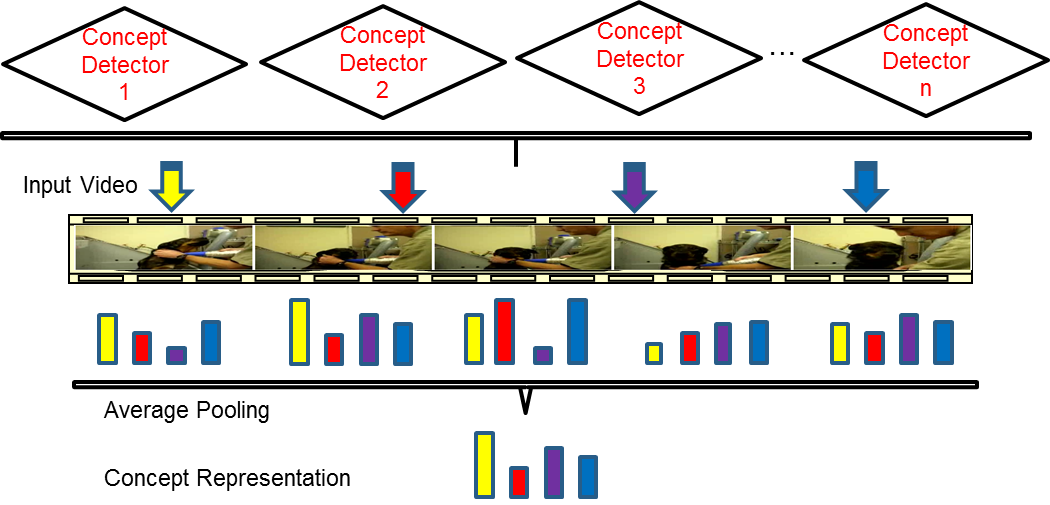 Concept
Detector
1
Concept
Detector
2
Concept
Detector
3
...
Concept
Detector
n
Input Video
Average Pooling
Concept Representation